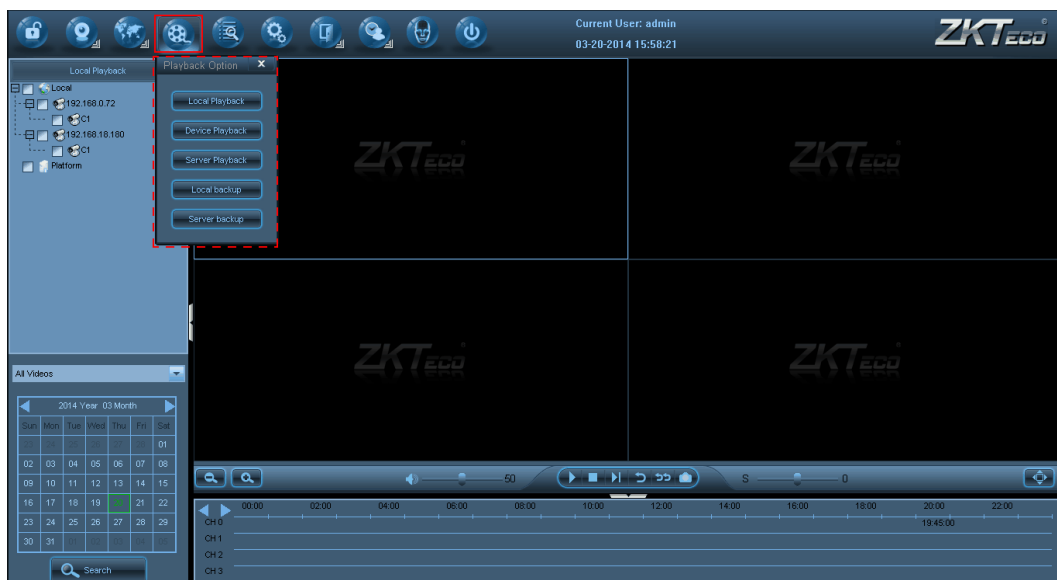 Current User: admin
03-20-2014 15:58:21
ZKTECO
Local Playback
Playback Option X
Local
192.168.0.72
C1
192.168.18.180
C1
Platform
Local Playback
Device Playback
Server Playback
Local backup
Server backup
ZKTECO
ZKTECO
ZKTECO
ZKTECO
All Videos
2014 Year 03 Month
Sun Mon Tue Wed Thu Fri Sat
01
02 03 04 05 06 07 08
09 10 11 12 13 14 15
16 17 18 19 20 21 22
23 24 25 26 27 28 29
30 31 01 02 03 04 05
Search
50
S 0
00:00 02:00 04:00 06:00 08:00 10:00 12:00 14:00 16:00 18:00 20:00 22:00
19:45:00
CH 0
CH 1
CH 2
CH 3